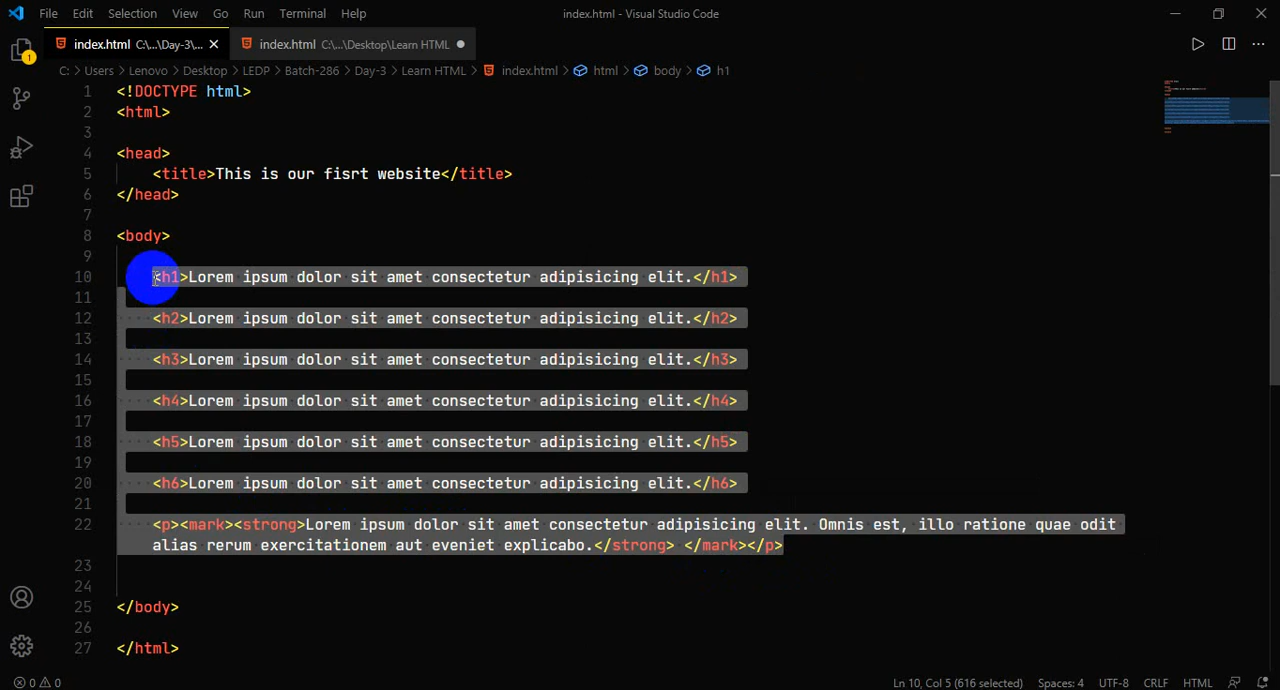 File Edit Selection View Go Run Terminal Help index.html - Visual Studio Code
index.html C:\...\Day-3\... index.html C:\...\Desktop\Learn HTML
C: > Users > Lenovo > Desktop > LEDP > Batch-286 > Day-3 > Learn HTML > index.html > html > body > h1
1 <!DOCTYPE html>
2 <html>
3
4 <head>
5 <title>This is our fisrt website</title>
6 </head>
7
8 <body>
9
10 <h1>Lorem ipsum dolor sit amet consectetur adipisicing elit.</h1>
11
12 <h2>Lorem ipsum dolor sit amet consectetur adipisicing elit.</h2>
13
14 <h3>Lorem ipsum dolor sit amet consectetur adipisicing elit.</h3>
15
16 <h4>Lorem ipsum dolor sit amet consectetur adipisicing elit.</h4>
17
18 <h5>Lorem ipsum dolor sit amet consectetur adipisicing elit.</h5>
19
20 <h6>Lorem ipsum dolor sit amet consectetur adipisicing elit.</h6>
21
22 <p><mark><strong>Lorem ipsum dolor sit amet consectetur adipisicing elit. Omnis est, illo ratione quae odit
alias rerum exercitationem aut eveniet explicabo.</strong> </mark></p>
23
24
25 </body>
26
27 </html>
1
0 0 Ln 10, Col 5 (616 selected) Spaces: 4 UTF-8 CRLF HTML